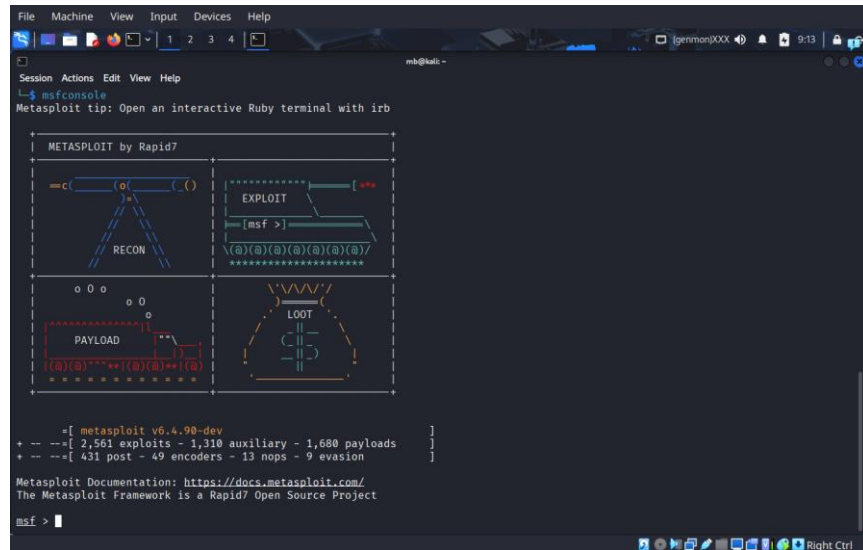 File Machine View Input Devices Help
1 2 3 4 (genmon)XXX 9:13
mb@kali: ~
Session Actions Edit View Help
└─$ msfconsole
Metasploit tip: Open an interactive Ruby terminal with irb
METASPLOIT by Rapid7
EXPLOIT
[msf >]
RECON
LOOT
PAYLOAD
=[ metasploit v6.4.90-dev ]
+ -- --=[ 2,561 exploits - 1,310 auxiliary - 1,680 payloads ]
+ -- --=[ 431 post - 49 encoders - 13 nops - 9 evasion ]
Metasploit Documentation: https://docs.metasploit.com/
The Metasploit Framework is a Rapid7 Open Source Project
msf >
Right Ctrl